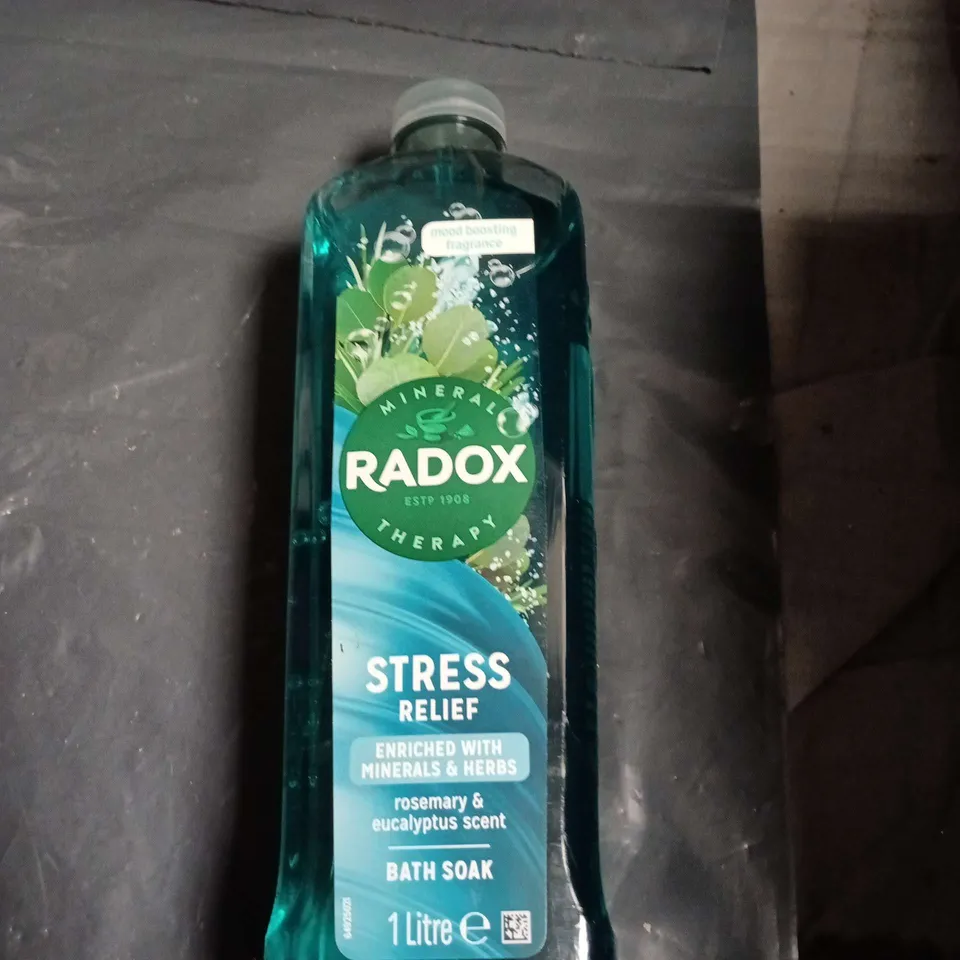 mood boosting
fragrance
MINERAL
RADOX
ESTD 1908
THERAPY
STRESS
RELIEF
ENRICHED WITH
MINERALS & HERBS
rosemary &
eucalyptus scent
BATH SOAK
1 Litre e